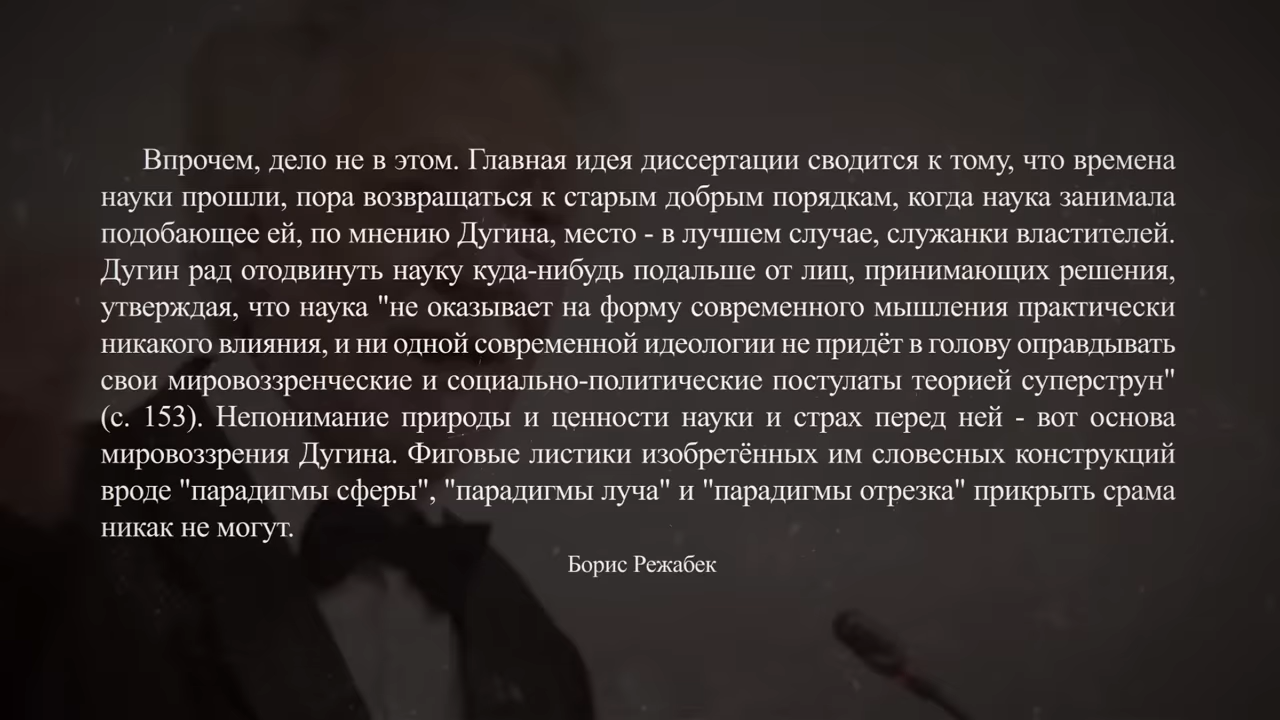 Впрочем, дело не в этом. Главная идея диссертации сводится к тому, что времена
науки прошли, пора возвращаться к старым добрым порядкам, когда наука занимала
подобающее ей, по мнению Дугина, место - в лучшем случае, служанки властителей.
Дугин рад отодвинуть науку куда-нибудь подальше от лиц, принимающих решения,
утверждая, что наука "не оказывает на форму современного мышления практически
никакого влияния, и ни одной современной идеологии не придёт в голову оправдывать
свои мировоззренческие и социально-политические постулаты теорией суперструн"
(с. 153). Непонимание природы и ценности науки и страх перед ней - вот основа
мировоззрения Дугина. Фиговые листики изобретённых им словесных конструкций
вроде "парадигмы сферы", "парадигмы луча" и "парадигмы отрезка" прикрыть срама
никак не могут.
Борис Режабек